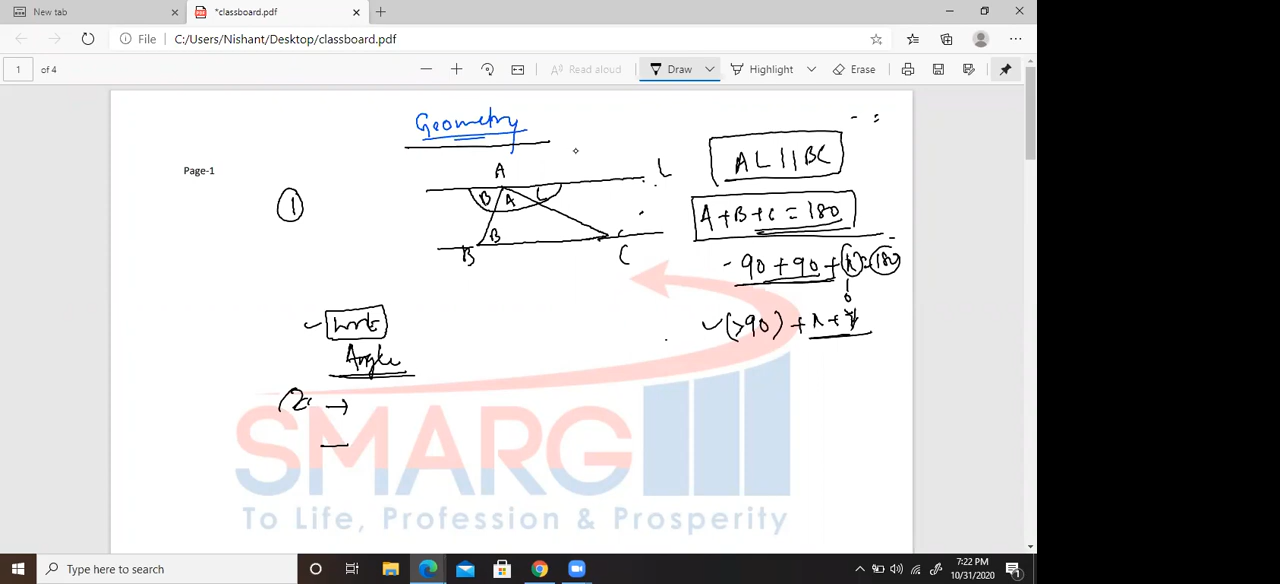 New tab
*classboard.pdf
File C:/Users/Nishant/Desktop/classboard.pdf
1 of 4
Read aloud
Draw
Highlight
Erase
Geometry
Page-1
1
A
L
B A C
B
B
C
AL || BC
A+B+C = 180
90 + 90 + x = 180
0
(>90) + x + y
Angle
SMARG
To Life, Profession & Prosperity
Type here to search
7:22 PM
10/31/2020
1